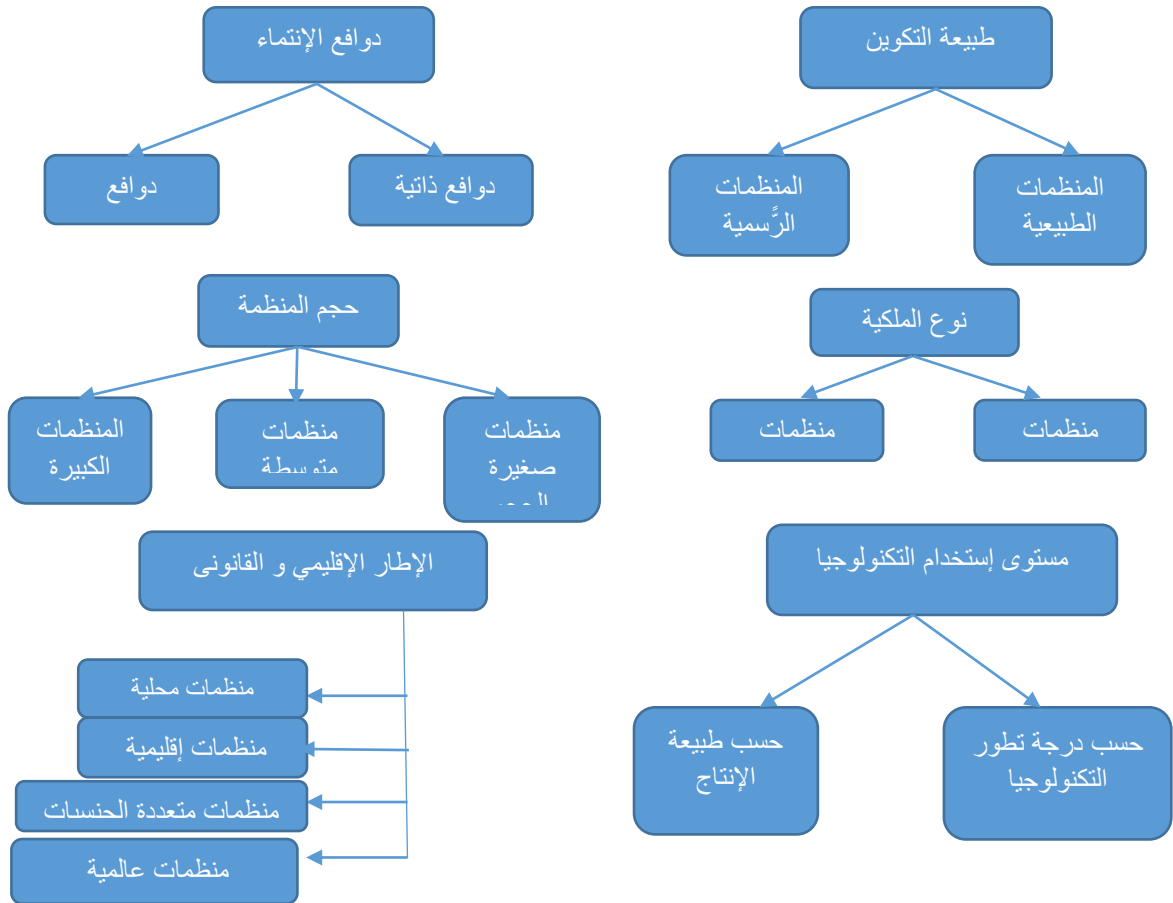 طبيعة التكوين
المنظمات
الطبيعية
المنظمات
الرًّسمية
دوافع الإنتماء
دوافع ذاتية
دوافع
نوع الملكية
منظمات
منظمات
حجم المنظمة
منظمات
صغيرة
منظمات
متوسطة
المنظمات
الكبيرة
مستوى إستخدام التكنولوجيا
حسب درجة تطور
التكنولوجيا
حسب طبيعة
الإنتاج
الإطار الإقليمي و القانونى
منظمات محلية
منظمات إقليمية
منظمات متعددة الجنسيات
منظمات عالمية